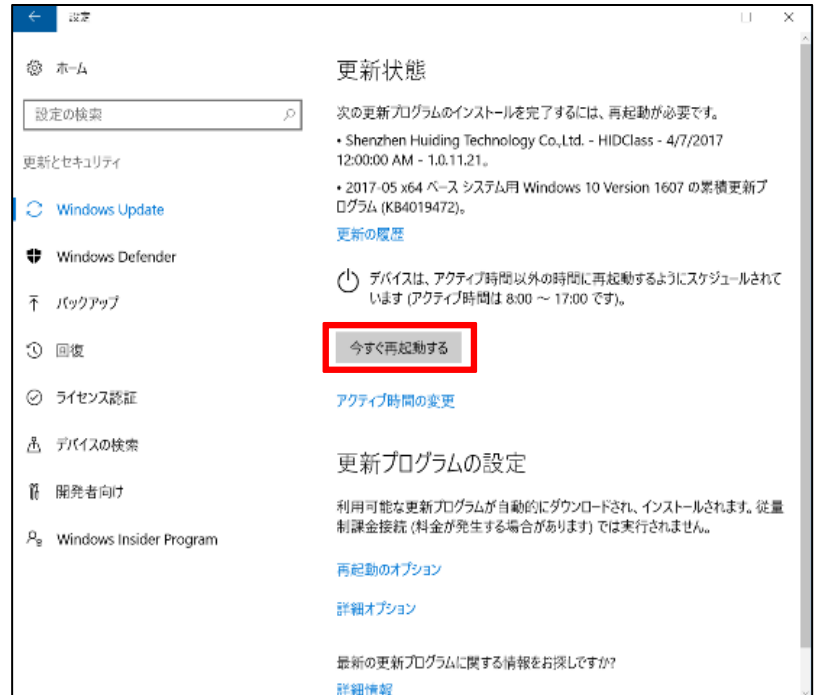 設定
ホーム
設定の検索
更新とセキュリティ
Windows Update
Windows Defender
バックアップ
回復
ライセンス認証
デバイスの検索
開発者向け
Windows Insider Program
更新状態
次の更新プログラムのインストールを完了するには、再起動が必要です。
• Shenzhen Huiding Technology Co.,Ltd. - HIDClass - 4/7/2017
12:00:00 AM - 1.0.11.21。
• 2017-05 x64 ベース システム用 Windows 10 Version 1607 の累積更新プ
ログラム (KB4019472)。
更新の履歴
デバイスは、アクティブ時間以外の時間に再起動するようにスケジュールされて
います (アクティブ時間は 8:00 ～ 17:00 です)。
今すぐ再起動する
アクティブ時間の変更
更新プログラムの設定
利用可能な更新プログラムが自動的にダウンロードされ、インストールされます。従量
制課金接続 (料金が発生する場合があります) では実行されません。
再起動のオプション
詳細オプション
最新の更新プログラムに関する情報をお探しですか?
詳細情報